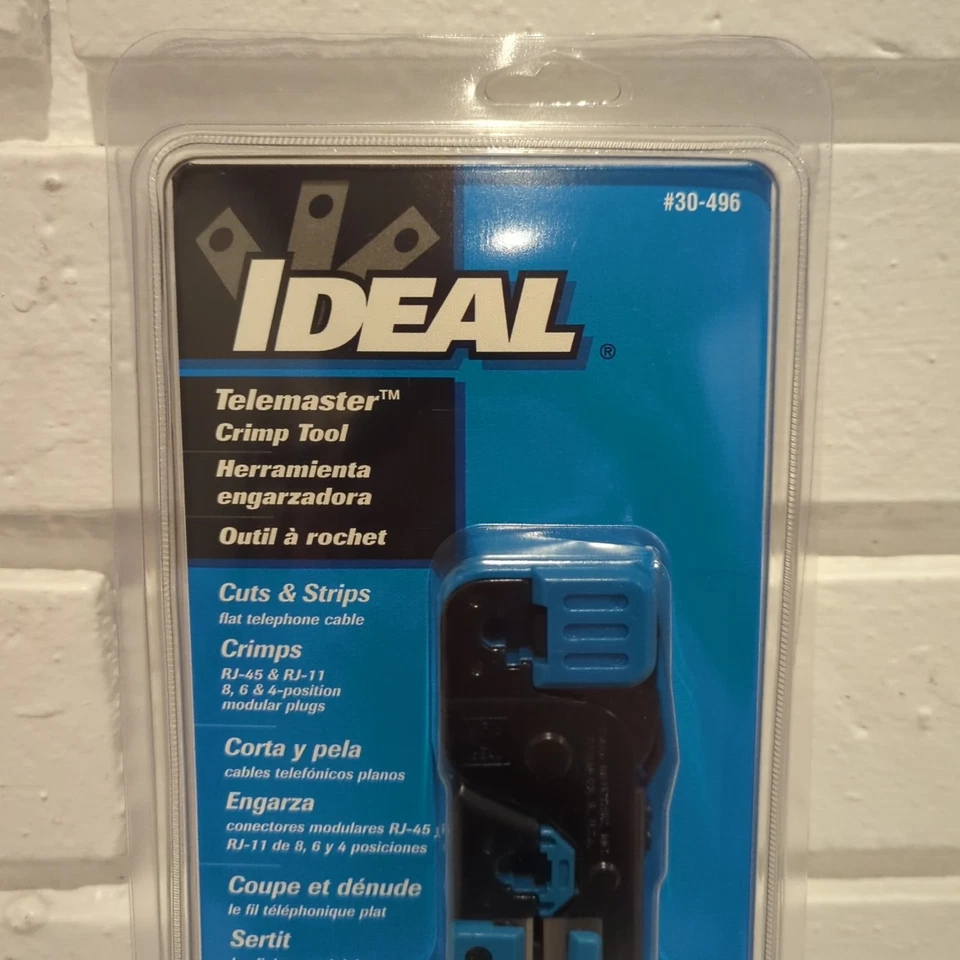 #30-496
IDEAL®
Telemaster™
Crimp Tool
Herramienta
engarzadora
Outil à rochet
Cuts & Strips
flat telephone cable
Crimps
RJ-45 & RJ-11
8, 6 & 4-position
modular plugs
Corta y pela
cables telefónicos planos
Engarza
conectores modulares RJ-45 y
RJ-11 de 8, 6 y 4 posiciones
Coupe et dénude
le fil téléphonique plat
Sertit